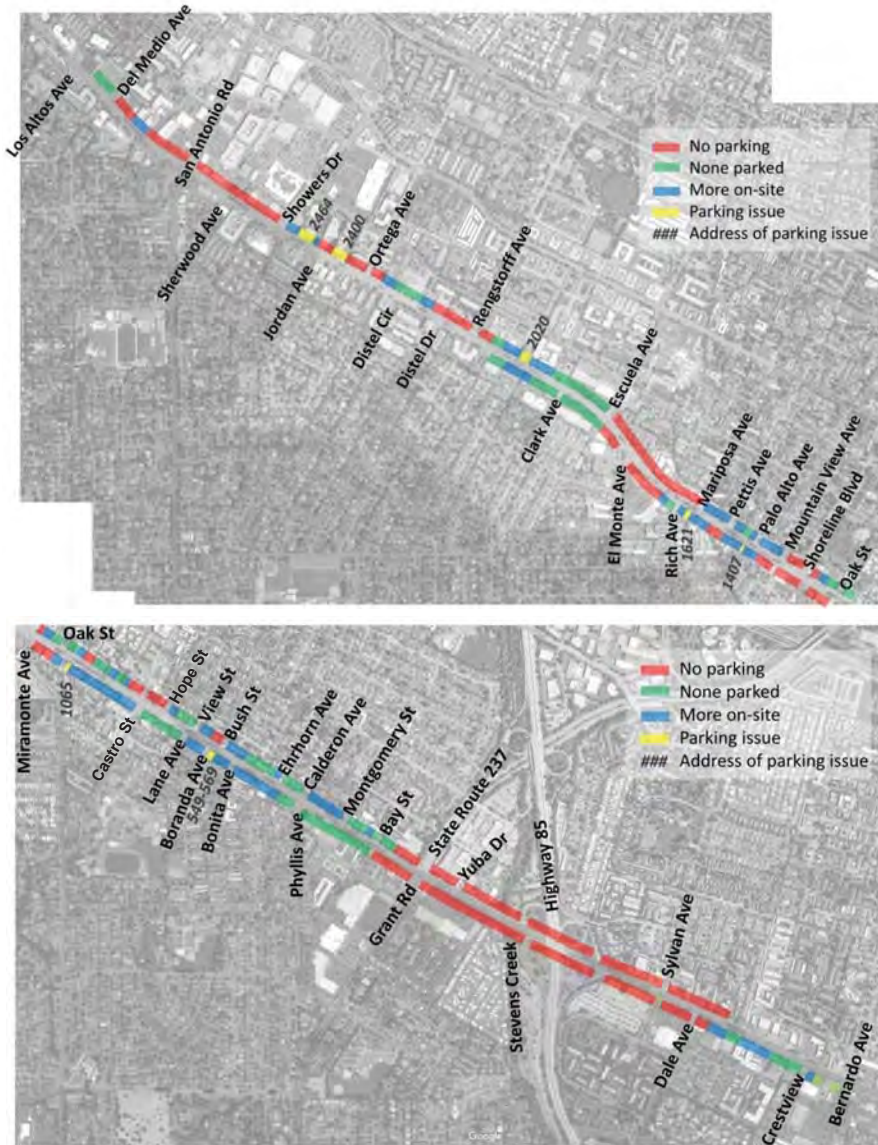 Los Altos Ave
Del Medio Ave
San Antonio Rd
Sherwood Ave
Showers Dr
2464
2400
Jordan Ave
Ortega Ave
Distel Cir
Distel Dr
Rengstorff Ave
2020
Clark Ave
Escuela Ave
El Monte Ave
Rich Ave
1621
Mariposa Ave
Pettis Ave
1407
Palo Alto Ave
Mountain View Ave
Shoreline Blvd
Oak St
No parking
None parked
More on-site
Parking issue
### Address of parking issue
Miramonte Ave
Oak St
1065
Castro St
Hope St
View St
Bush St
Lane Ave
Boranda Ave
549-569
Bonita Ave
Ehrhorn Ave
Calderon Ave
Phyllis Ave
Montgomery St
Bay St
Grant Rd
State Route 237
Yuba Dr
Stevens Creek
Highway 85
Sylvan Ave
Dale Ave
Crestview
Bernardo Ave
No parking
None parked
More on-site
Parking issue
### Address of parking issue
Google